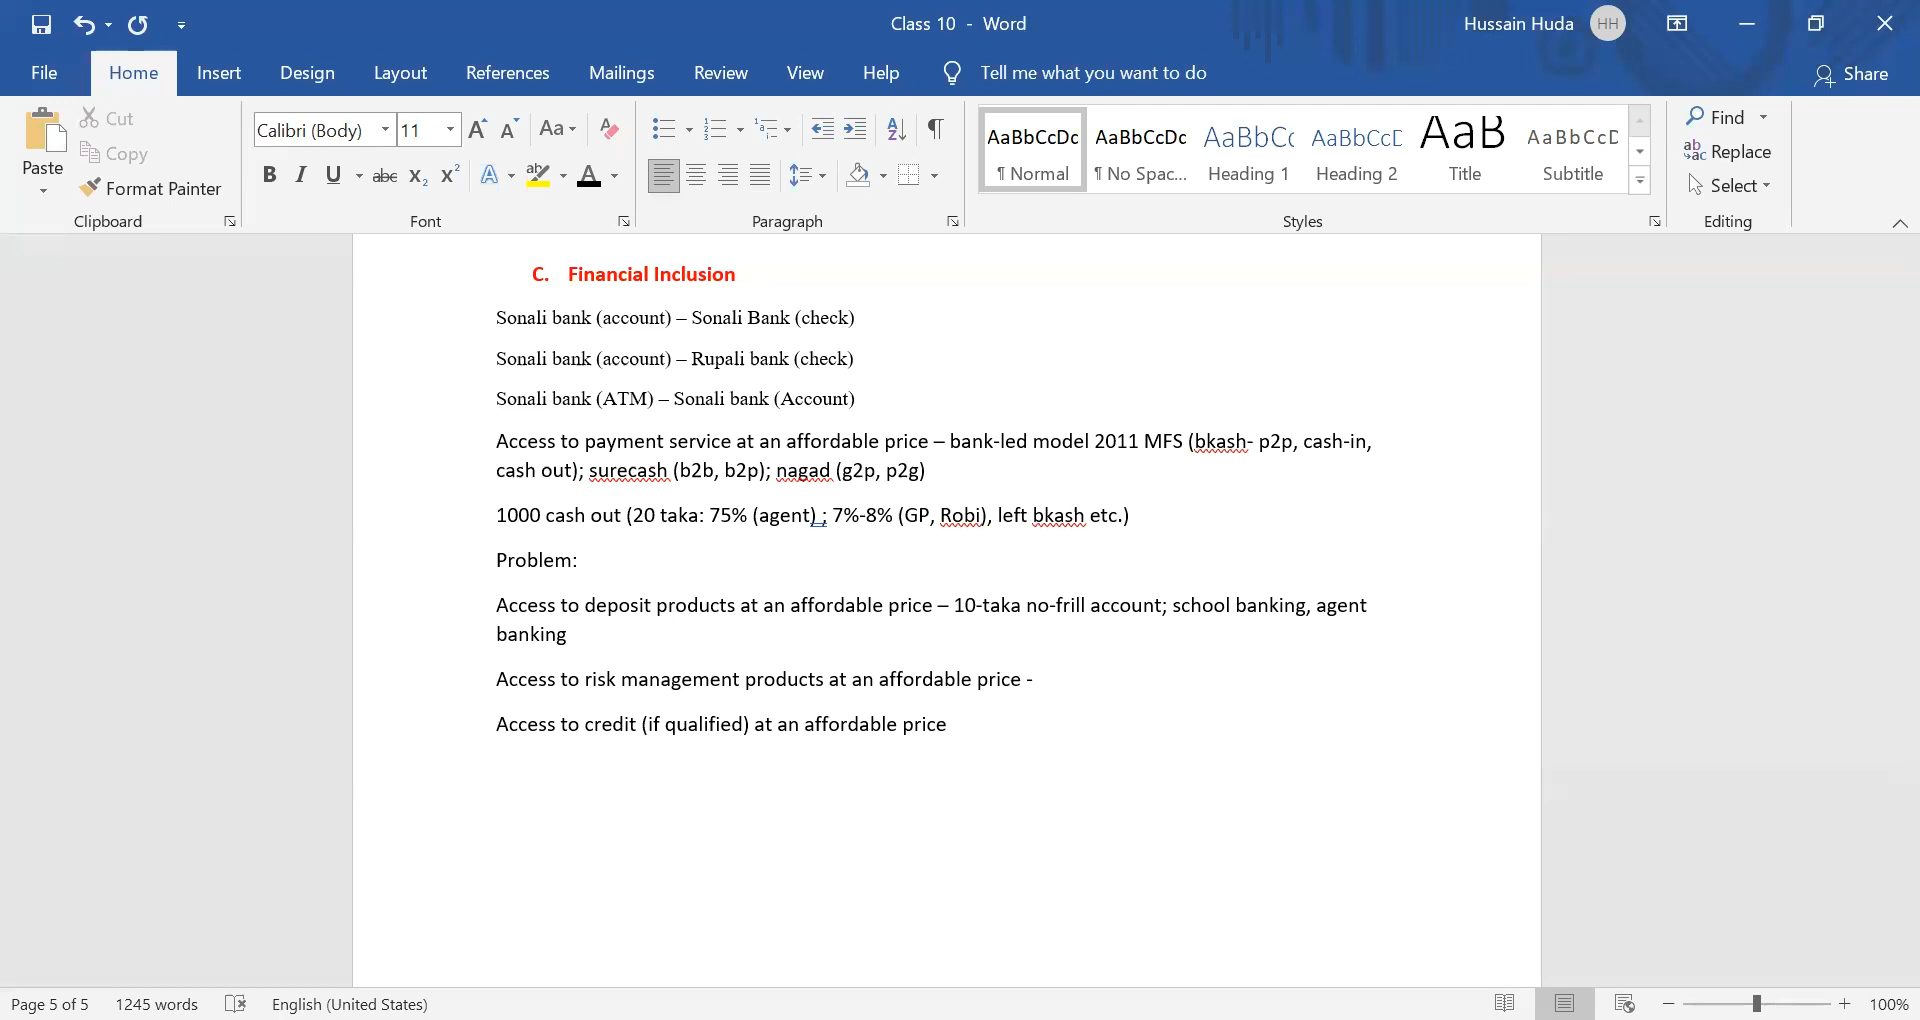 Class 10 - Word
Hussain Huda HH
File Home Insert Design Layout References Mailings Review View Help Tell me what you want to do Share
Paste
Cut
Copy
Format Painter
Clipboard
Calibri (Body) 11
Font
Paragraph
AaBbCcDc AaBbCcDc AaBbCc AaBbCcD AaB AaBbCcD
¶ Normal ¶ No Spac... Heading 1 Heading 2 Title Subtitle
Styles
Find
Replace
Select
Editing
C. Financial Inclusion
Sonali bank (account) – Sonali Bank (check)
Sonali bank (account) – Rupali bank (check)
Sonali bank (ATM) – Sonali bank (Account)
Access to payment service at an affordable price – bank-led model 2011 MFS (bkash- p2p, cash-in,
cash out); surecash (b2b, b2p); nagad (g2p, p2g)
1000 cash out (20 taka: 75% (agent) ; 7%-8% (GP, Robi), left bkash etc.)
Problem:
Access to deposit products at an affordable price – 10-taka no-frill account; school banking, agent
banking
Access to risk management products at an affordable price -
Access to credit (if qualified) at an affordable price
Page 5 of 5 1245 words English (United States) 100%